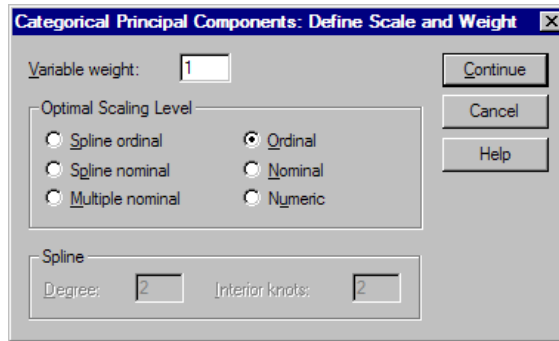 Categorical Principal Components: Define Scale and Weight
Variable weight: 1
Continue
Optimal Scaling Level
Cancel
Spline ordinal Ordinal
Help
Spline nominal Nominal
Multiple nominal Numeric
Spline
Degree: 2 Interior knots: 2